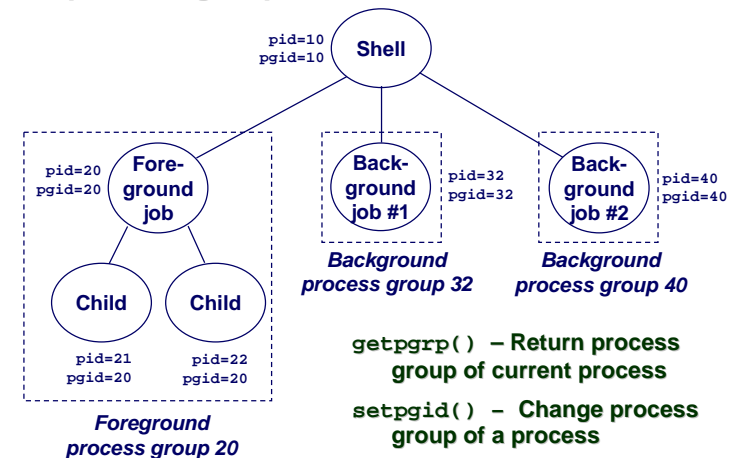 pid=10
pgid=10
Shell
pid=20
pgid=20
Fore-
ground
job
Back-
ground
job #1
pid=32
pgid=32
Back-
ground
job #2
pid=40
pgid=40
Background
process group 32
Background
process group 40
Child
Child
pid=21
pgid=20
pid=22
pgid=20
Foreground
process group 20
getpgrp() – Return process
group of current process
setpgid() – Change process
group of a process